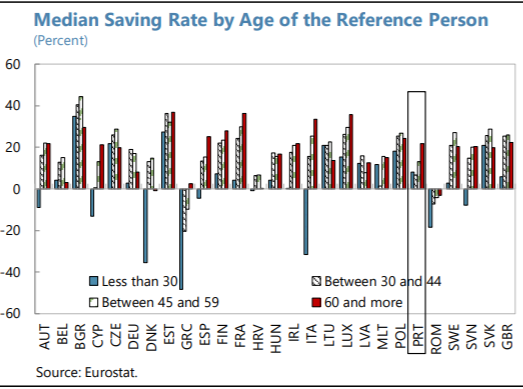 Median Saving Rate by Age of the Reference Person
(Percent)
60
40
20
0
-20
-40
-60
Less than 30
Between 30 and 44
Between 45 and 59
60 and more
AUT
BEL
BGR
CYP
CZE
DEU
DNK
EST
GRC
ESP
FIN
FRA
HRV
HUN
IRL
ITA
LTU
LUX
LVA
MLT
POL
PRT
ROM
SWE
SVN
SVK
GBR
Source: Eurostat.